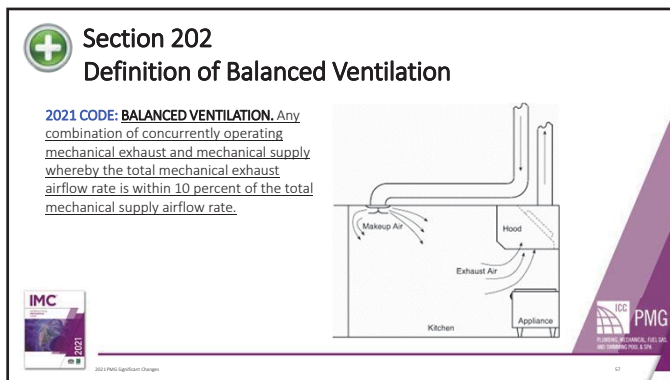 Section 202
Definition of Balanced Ventilation
2021 CODE: BALANCED VENTILATION. Any
combination of concurrently operating
mechanical exhaust and mechanical supply
whereby the total mechanical exhaust
airflow rate is within 10 percent of the total
mechanical supply airflow rate.
Makeup Air
Hood
Exhaust Air
Appliance
Kitchen
IMC
2021
ICC
PMG
PLUMBING, MECHANICAL, FUEL GAS,
AND SWIMMING POOL & SPA
2021 PMG Significant Changes
57